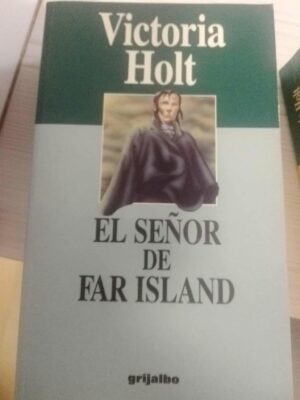 Victoria
Holt
EL SEÑOR
DE
FAR ISLAND
grijalbo